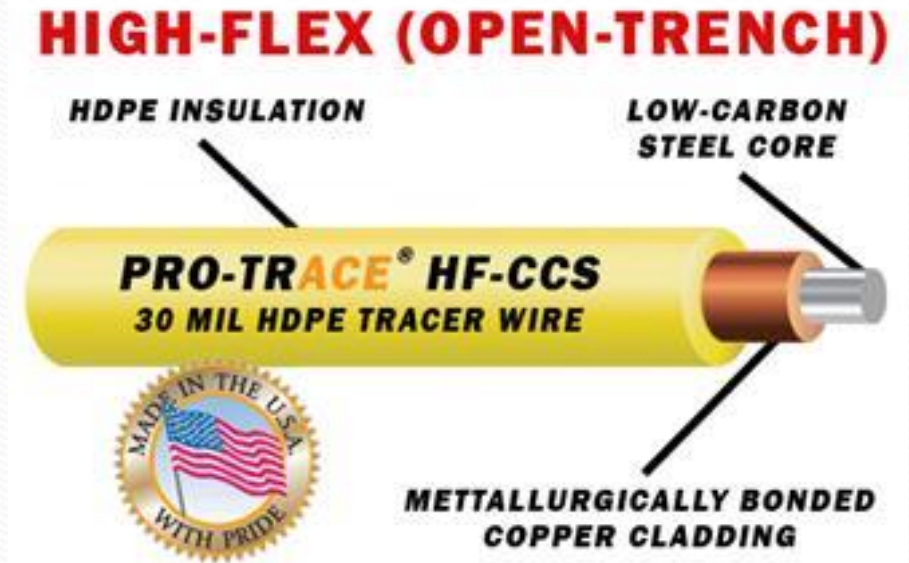 HIGH-FLEX (OPEN-TRENCH)
HDPE INSULATION
LOW-CARBON
STEEL CORE
PRO-TRACE® HF-CCS
30 MIL HDPE TRACER WIRE
MADE IN THE U.S.A.
WITH PRIDE
METTALLURGICALLY BONDED
COPPER CLADDING